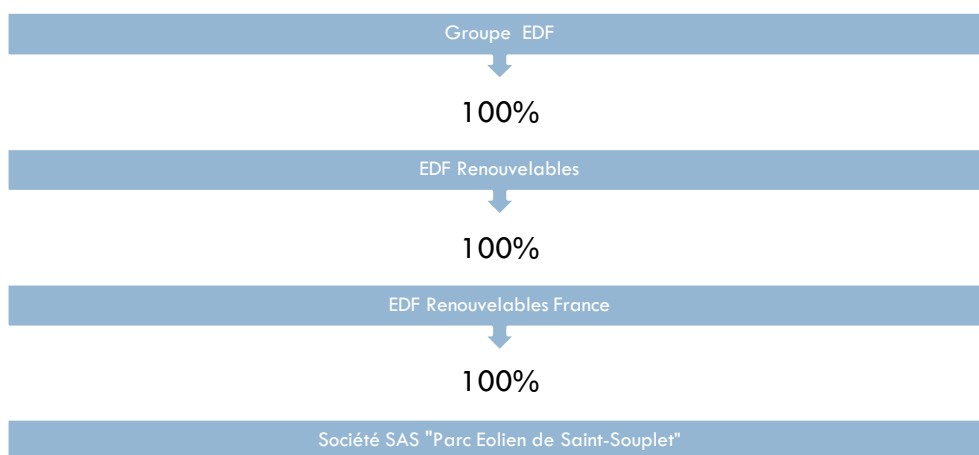 Groupe EDF
100%
EDF Renouvelables
100%
EDF Renouvelables France
100%
Société SAS "Parc Eolien de Saint-Souplet"